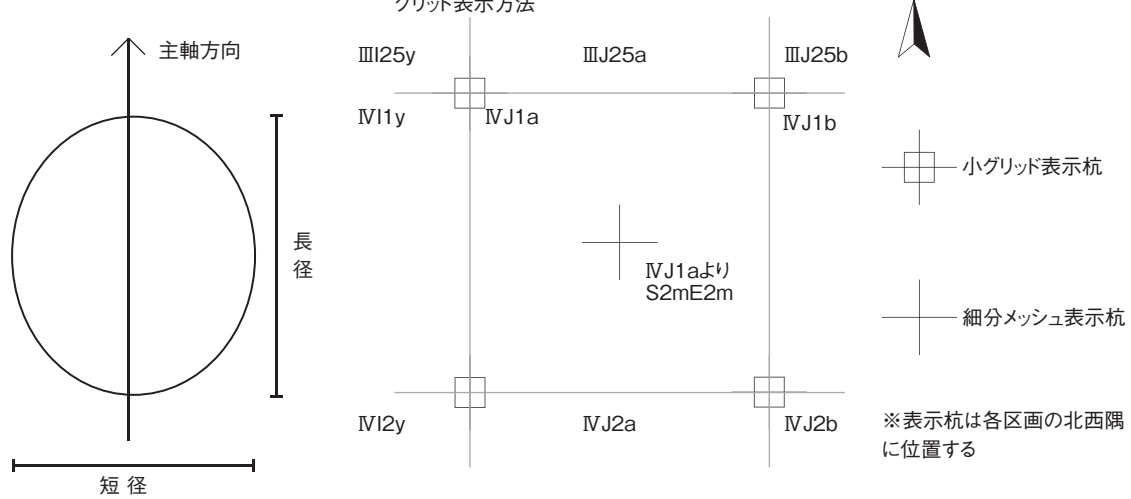 グリッド表示方法
主軸方向
長径
短 径
ⅢI25y
ⅢJ25a
ⅢJ25b
ⅣI1y
ⅣJ1a
ⅣJ1b
ⅣJ1aより
S2mE2m
ⅣI2y
ⅣJ2a
ⅣJ2b
小グリッド表示杭
細分メッシュ表示杭
※表示杭は各区画の北西隅
に位置する